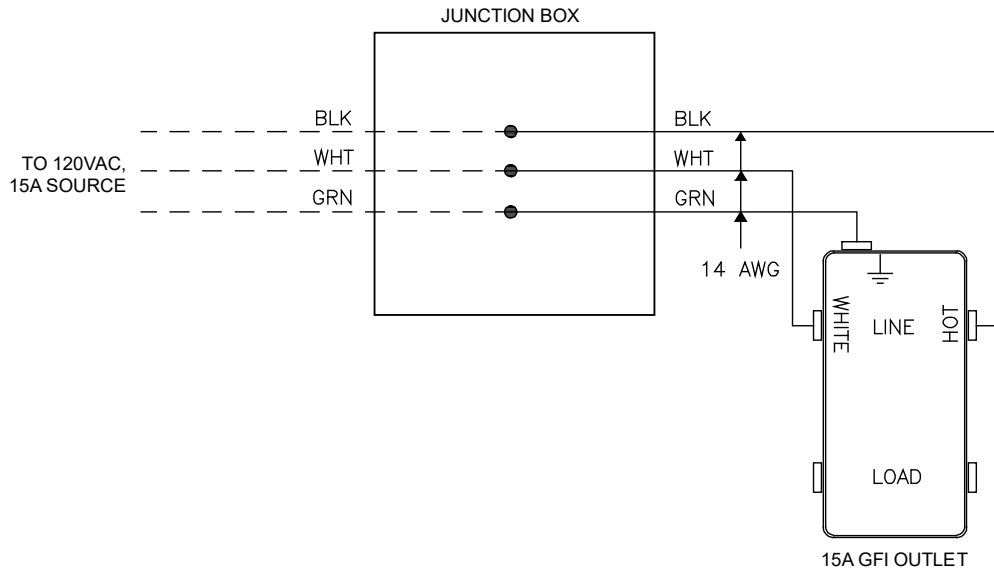 JUNCTION BOX
BLK
BLK
TO 120VAC,
15A SOURCE
WHT
WHT
GRN
GRN
14 AWG
WHITE
LINE
HOT
LOAD
15A GFI OUTLET